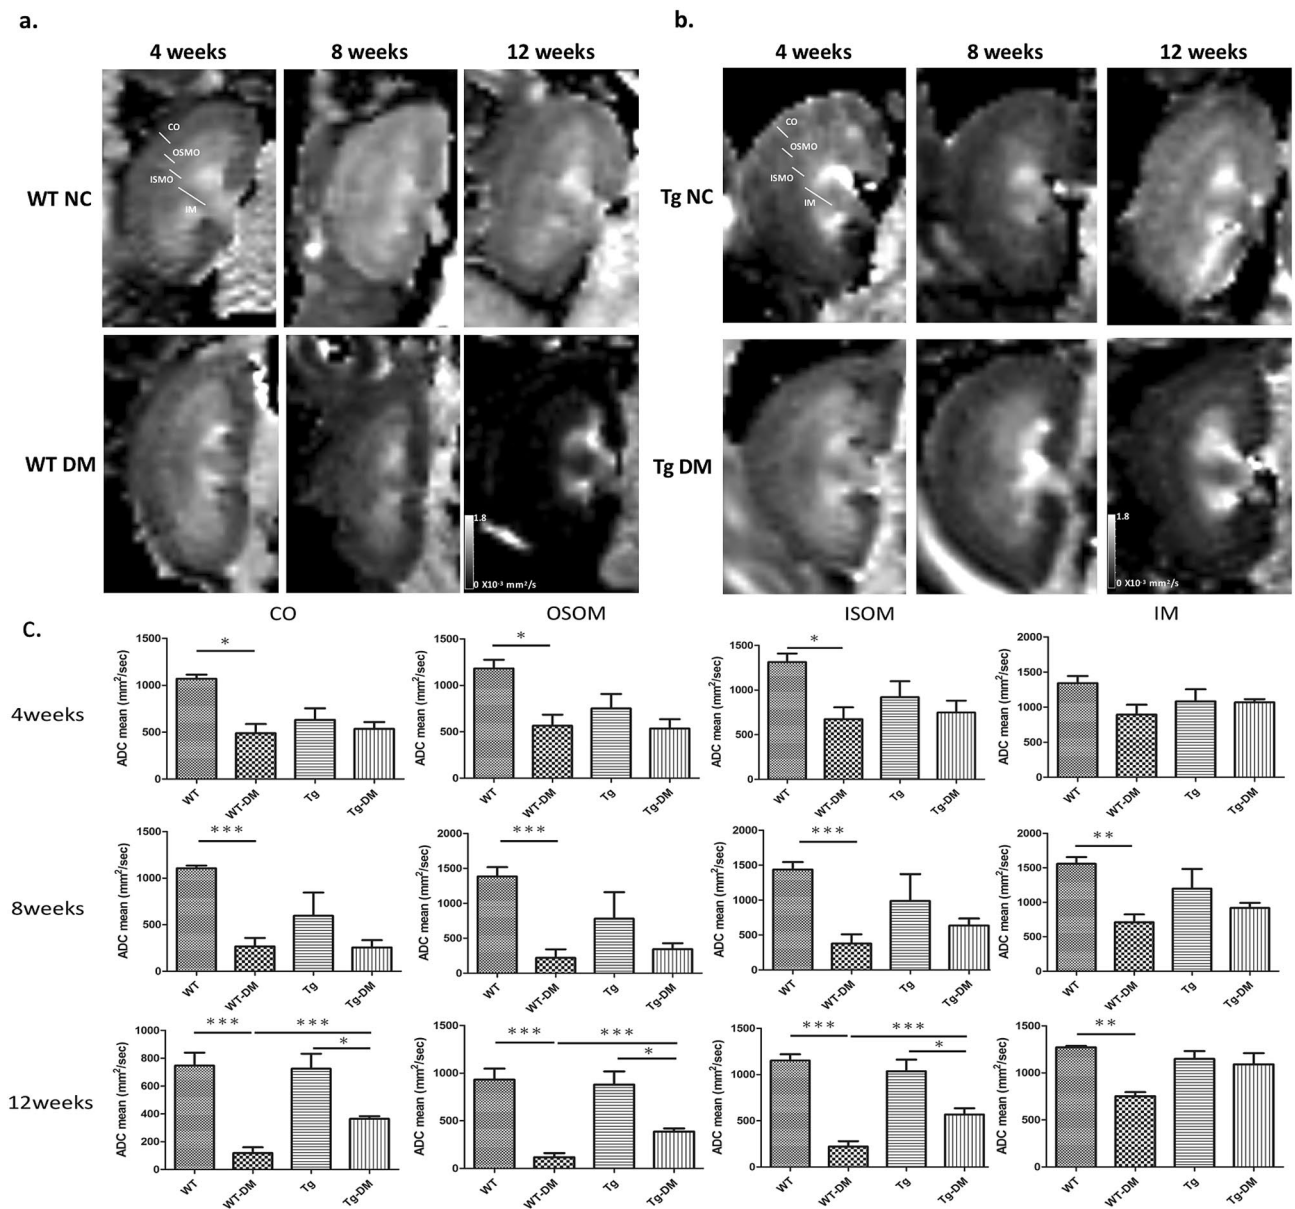 a.
4 weeks 8 weeks 12 weeks
WT NC
CO
OSMO
ISMO
IM
WT DM
1.8
0 X10⁻³ mm²/s
b.
4 weeks 8 weeks 12 weeks
Tg NC
CO
OSMO
ISMO
IM
Tg DM
1.8
0 X10⁻³ mm²/s
CO OSOM ISOM IM
c.
4weeks
ADC mean (mm²/sec)
1500
1000
500
0
*
WT WT-DM Tg Tg-DM
ADC mean (mm²/sec)
1500
1000
500
0
*
WT WT-DM Tg Tg-DM
ADC mean (mm²/sec)
1500
1000
500
0
*
WT WT-DM Tg Tg-DM
ADC mean (mm²/sec)
2000
1500
1000
500
0
WT WT-DM Tg Tg-DM
8weeks
ADC mean (mm²/sec)
1500
1000
500
0
***
WT WT-DM Tg Tg-DM
ADC mean (mm²/sec)
2000
1500
1000
500
0
***
WT WT-DM Tg Tg-DM
ADC mean (mm²/sec)
2000
1500
1000
500
0
***
WT WT-DM Tg Tg-DM
ADC mean (mm²/sec)
2000
1500
1000
500
0
**
WT WT-DM Tg Tg-DM
12weeks
ADC mean (mm²/sec)
1000
800
600
400
200
0
*** ***
*
WT WT-DM Tg Tg-DM
ADC mean (mm²/sec)
1500
1000
500
0
*** ***
*
WT WT-DM Tg Tg-DM
ADC mean (mm²/sec)
1500
1000
500
0
*** ***
*
WT WT-DM Tg Tg-DM
ADC mean (mm²/sec)
1500
1000
500
0
**
WT WT-DM Tg Tg-DM